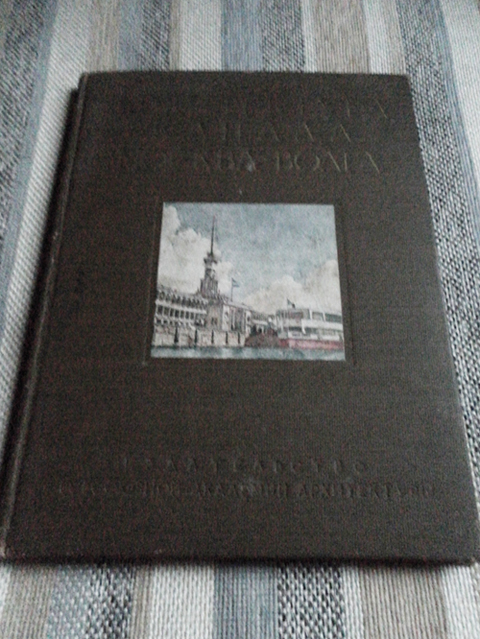 АРХИТЕКТУРА
КАНАЛА
МОСКВА-ВОЛГА
ИЗДАТЕЛЬСТВО
ВСЕСОЮЗНОЙ АКАДЕМИИ АРХИТЕКТУРЫ